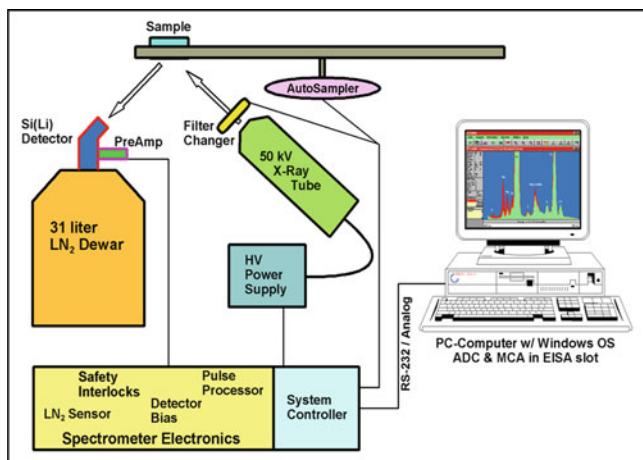 Sample
AutoSampler
Si(Li)
Detector
PreAmp
Filter
Changer
50 kV
X-Ray
Tube
31 liter
LN₂ Dewar
HV
Power
Supply
PC-Computer w/ Windows OS
ADC & MCA in EISA slot
RS-232 / Analog
Safety
Interlocks
Pulse
Processor
LN₂ Sensor
Detector
Bias
System
Controller
Spectrometer Electronics